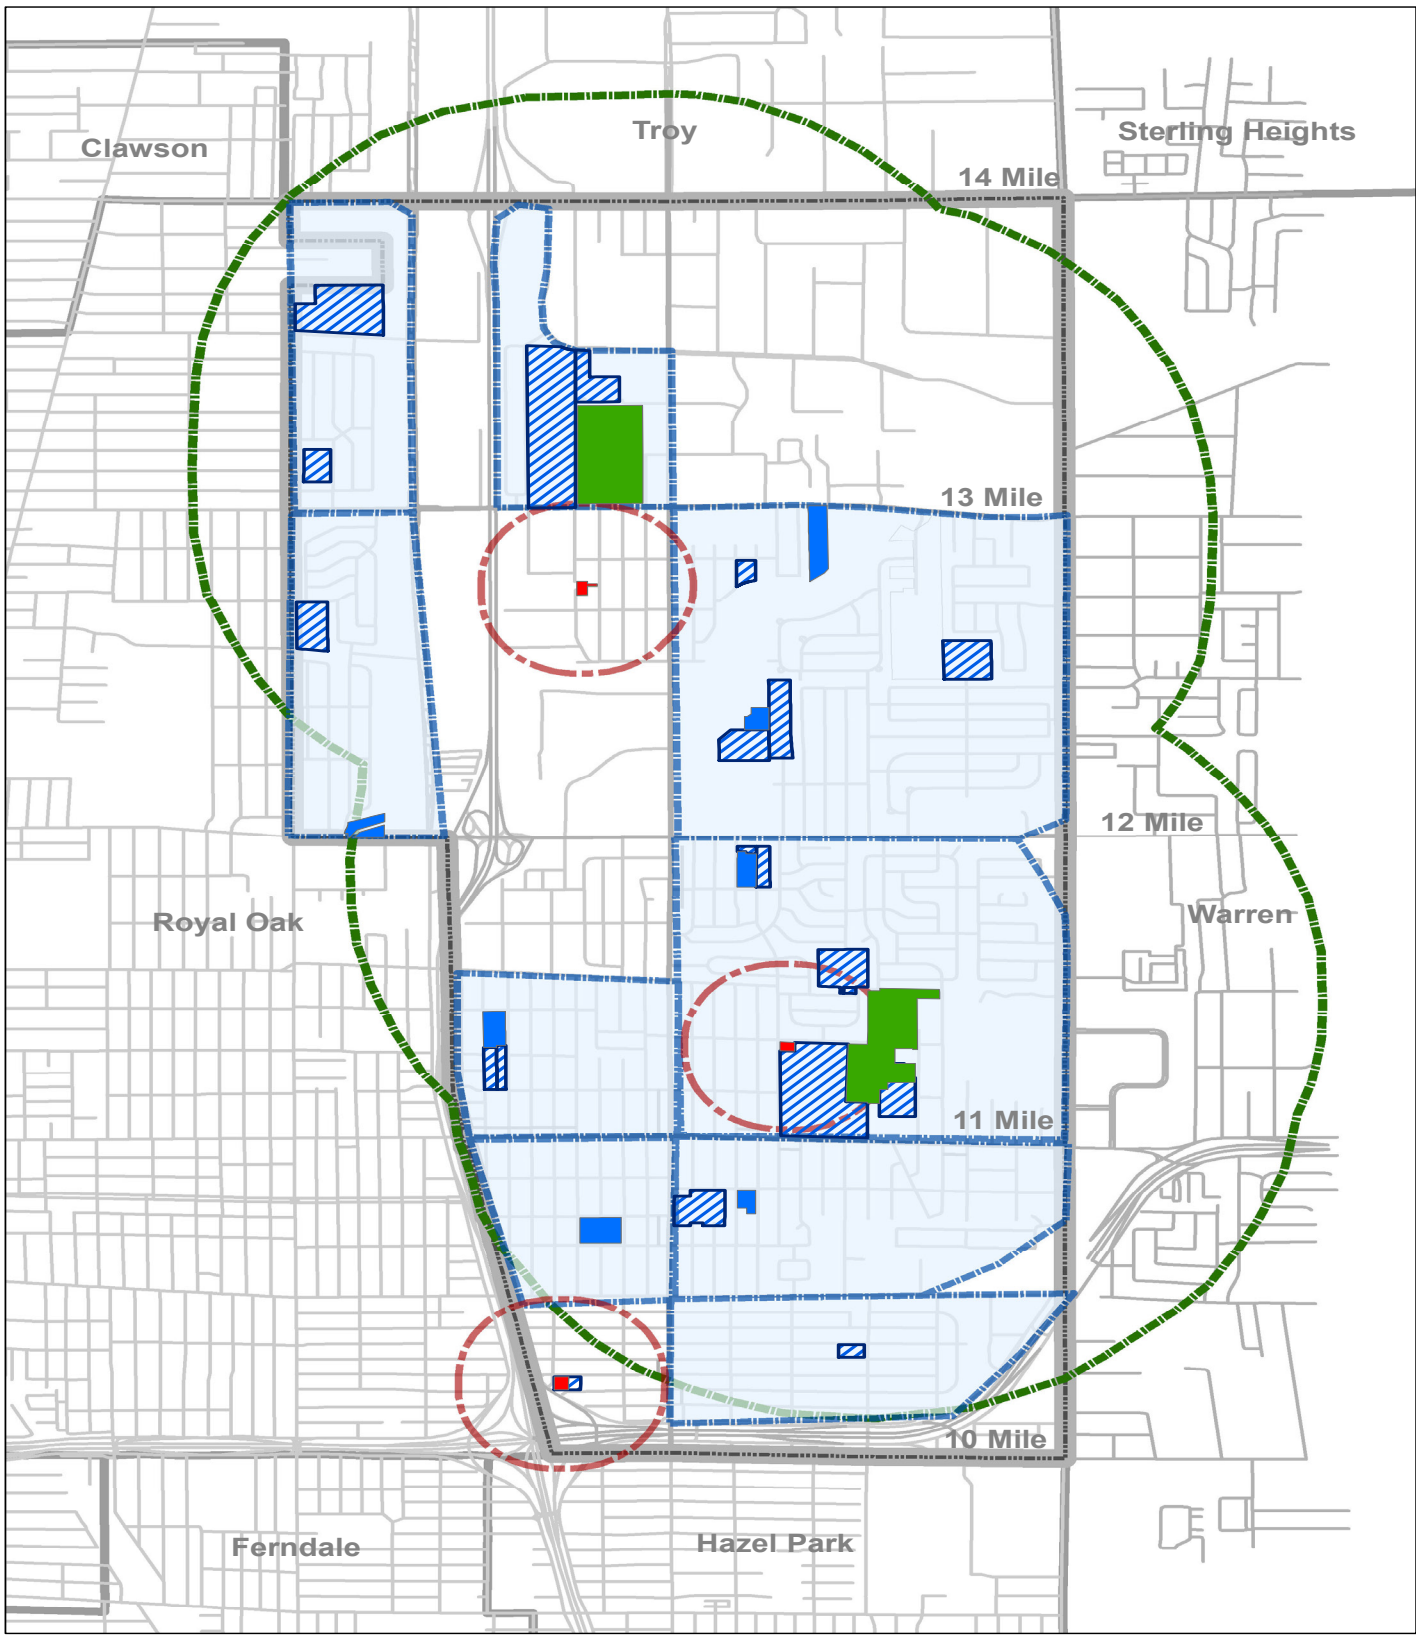 Troy
Sterling Heights
Clawson
14 Mile
13 Mile
12 Mile
Warren
Royal Oak
11 Mile
10 Mile
Hazel Park
Ferndale